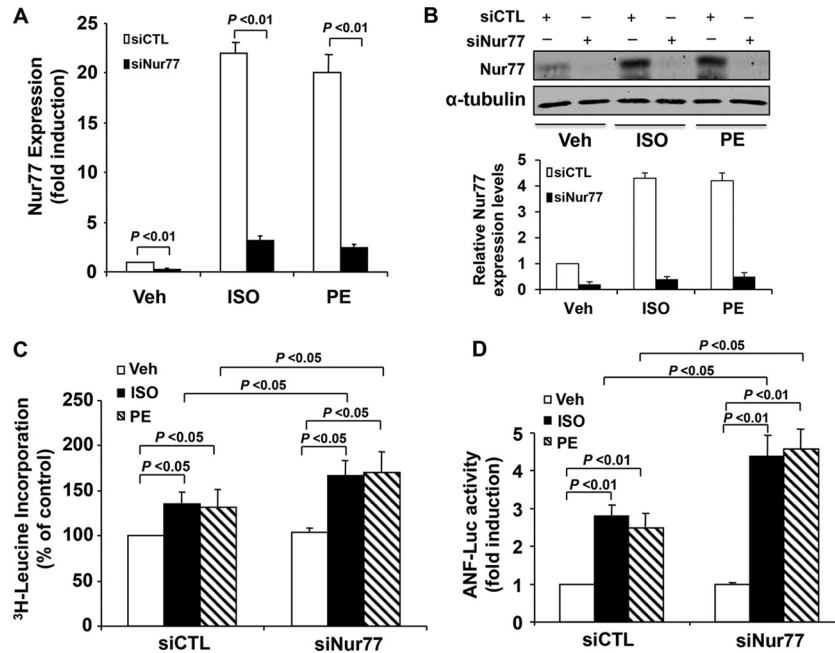 A
P <0.01
P <0.01
siCTL
siNur77
P <0.01
Nur77 Expression
(fold induction)
25
20
15
10
5
0
Veh ISO PE
B
siCTL + − + − + −
siNur77 − + − + − +
Nur77
α-tubulin
Veh ISO PE
siCTL
siNur77
Relative Nur77
expression levels
5
4
3
2
1
0
Veh ISO PE
C
P <0.05
P <0.05
Veh
ISO
PE
P <0.05
P <0.05
P <0.05
P <0.05
³H-Leucine Incorporation
(% of control)
250
200
150
100
50
0
siCTL siNur77
D
P <0.05
P <0.05
Veh
ISO
PE
P <0.01
P <0.01
P <0.01
P <0.01
ANF-Luc activity
(fold induction)
5
4
3
2
1
0
siCTL siNur77